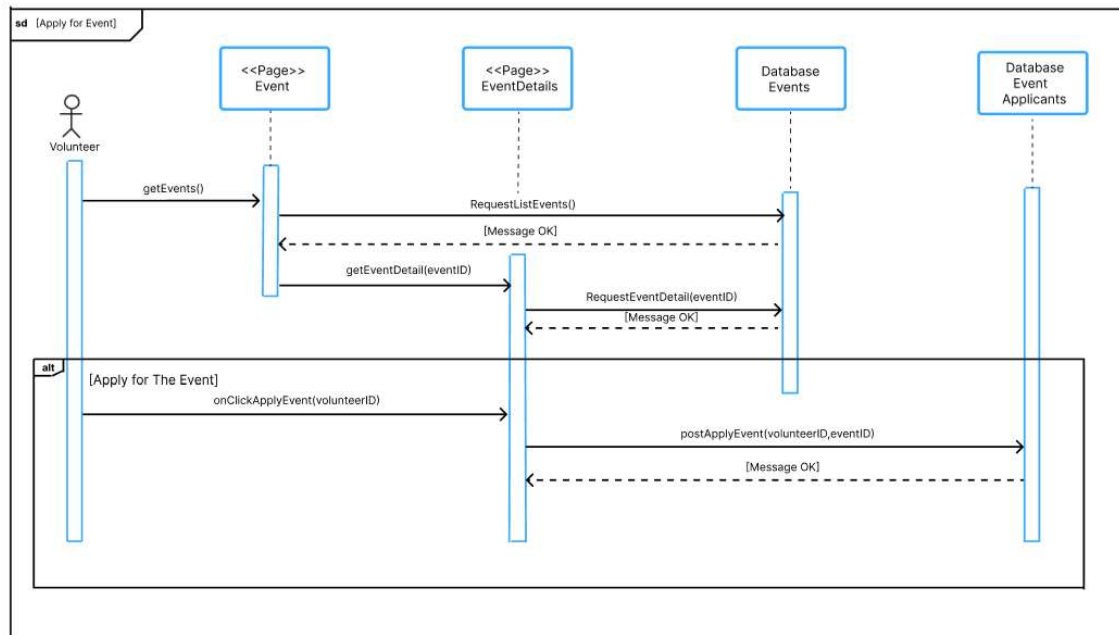 sd [Apply for Event]
<<Page>>
Event
<<Page>>
EventDetails
Database
Events
Database
Event
Applicants
Volunteer
getEvents()
RequestListEvents()
[Message OK]
getEventDetail(eventID)
RequestEventDetail(eventID)
[Message OK]
alt
[Apply for The Event]
onClickApplyEvent(volunteerID)
postApplyEvent(volunteerID,eventID)
[Message OK]